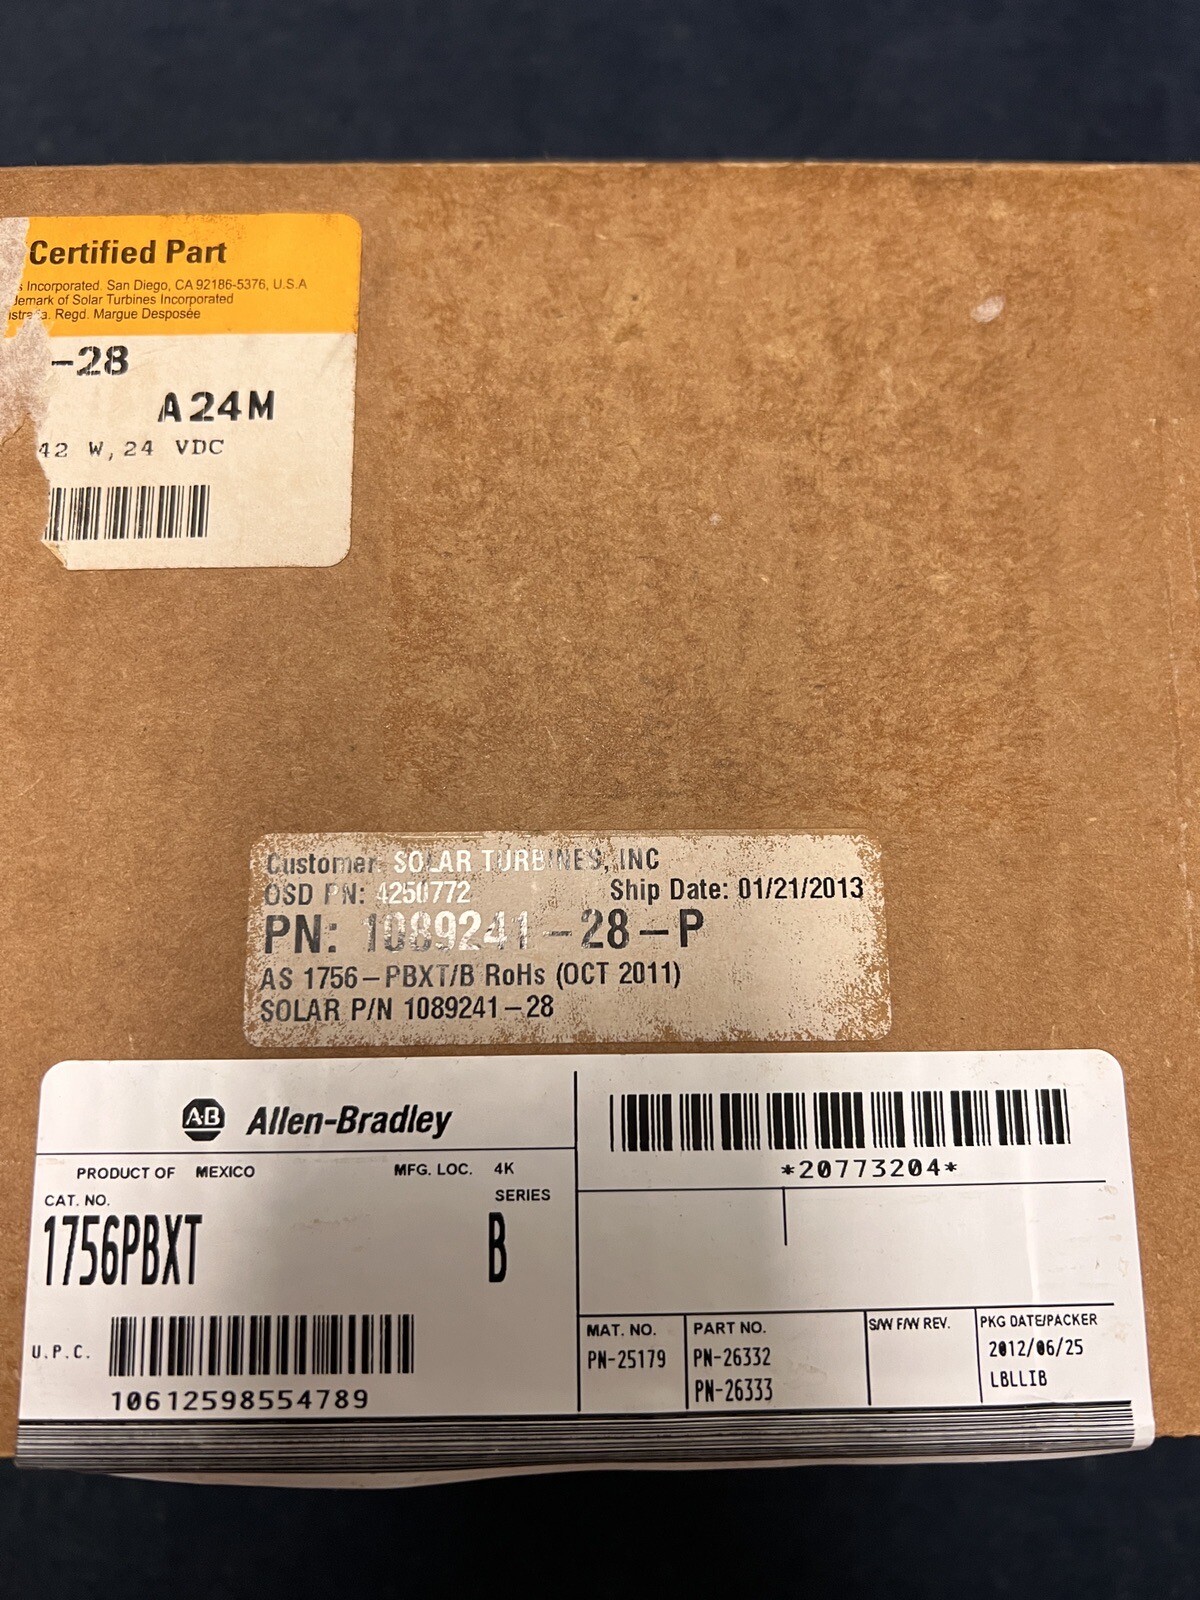 Certified Part
s Incorporated. San Diego, CA 92186-5376, U.S.A
demark of Solar Turbines Incorporated
Regd. Margue Desposée
-28
A24M
42 W, 24 VDC
Customer: SOLAR TURBINES, INC
OSD PN: 4250772 Ship Date: 01/21/2013
PN: 1089241-28-P
AS 1756-PBXT/B RoHs (OCT 2011)
SOLAR P/N 1089241-28
A·B Allen-Bradley
PRODUCT OF MEXICO MFG. LOC. 4K
CAT. NO. SERIES
1756PBXT B
U.P.C.
10612598554789
*20773204*
MAT. NO. PART NO. S/W F/W REV. PKG DATE/PACKER
PN-25179 PN-26332 2012/06/25
PN-26333 LBLLIB